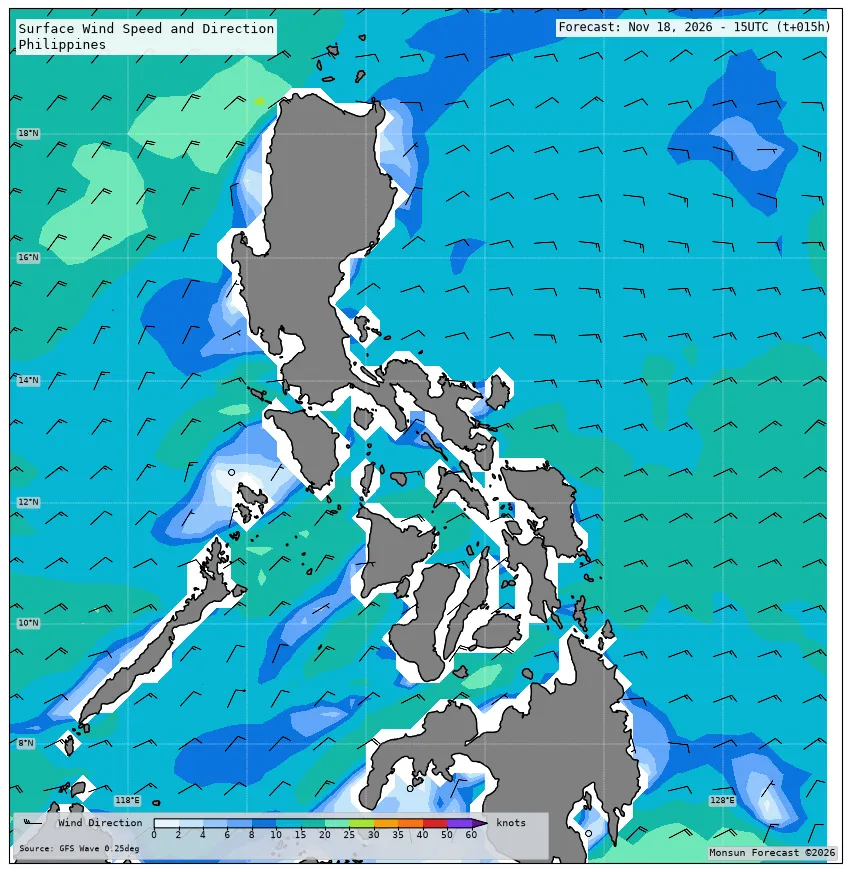 Surface Wind Speed and Direction
Philippines
Forecast: Nov 18, 2026 - 15UTC (t+015h)
18°N
16°N
14°N
12°N
10°N
8°N
118°E
128°E
Wind Direction
0 2 4 6 8 10 15 20 25 30 35 40 50 60
knots
Source: GFS Wave 0.25deg
Monsun Forecast ©2026